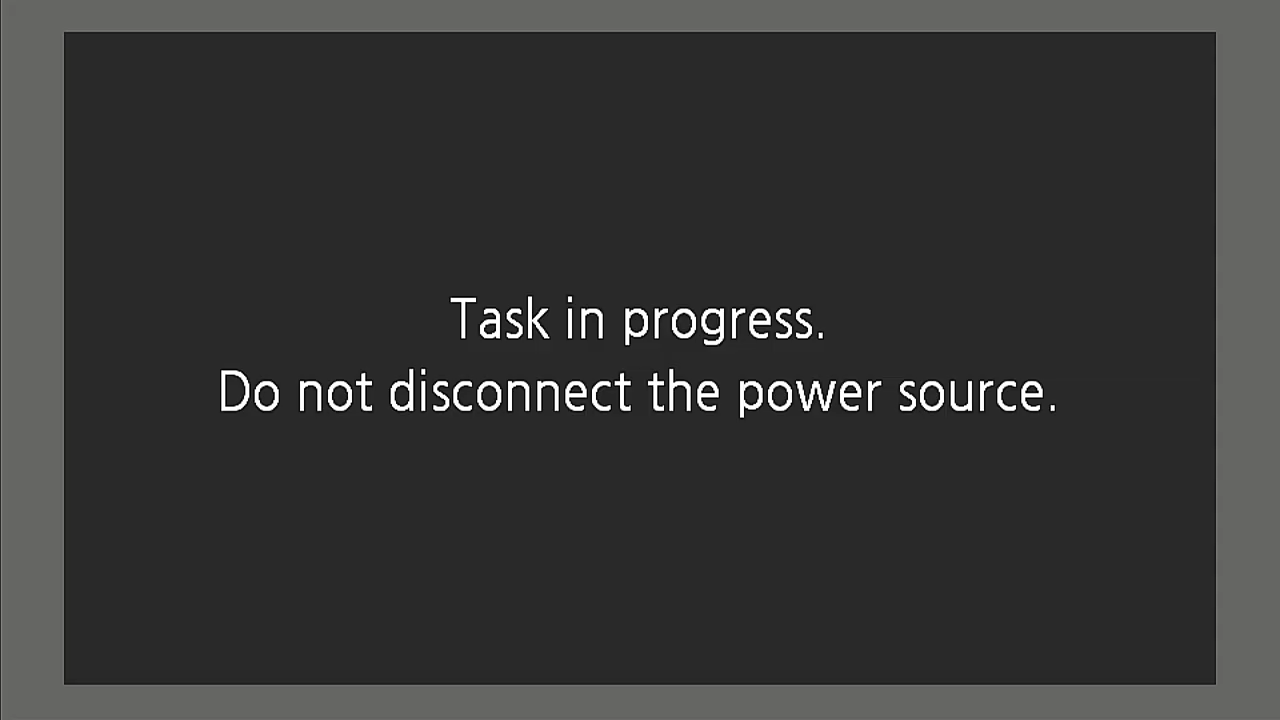 Task in progress.
Do not disconnect the power source.